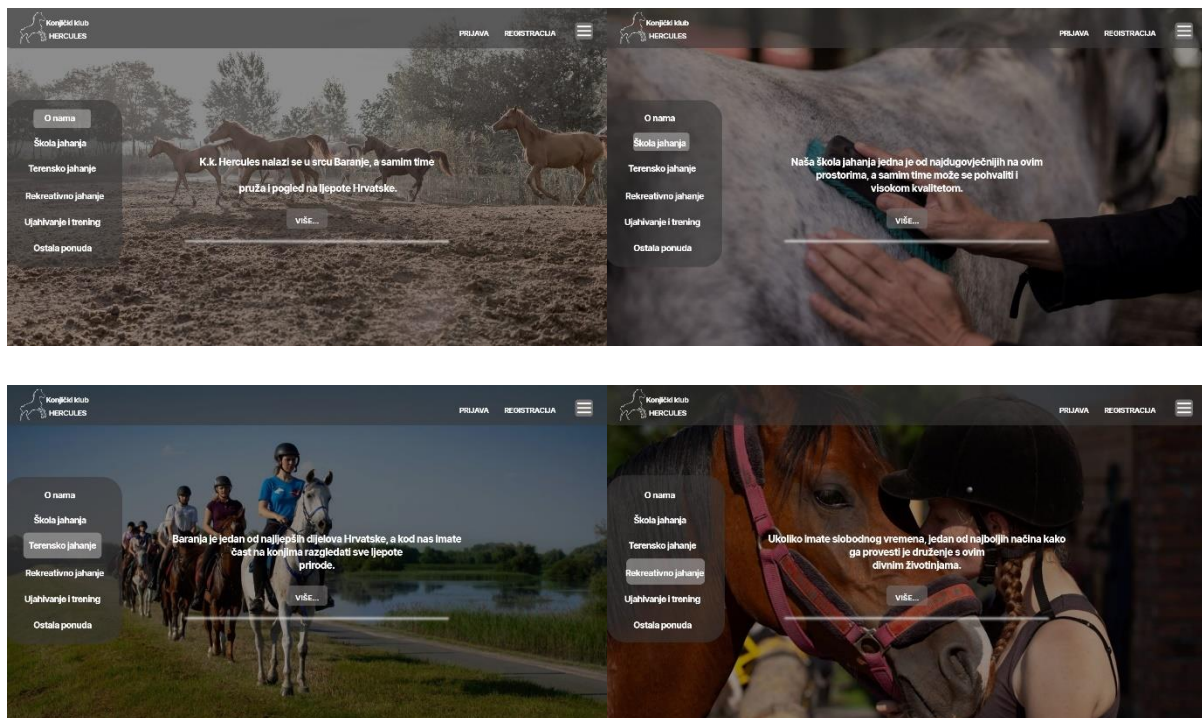 Konjički klub
HERCULES
PRIJAVA REGISTRACIJA
O nama
Škola jahanja
Terensko jahanje
Rekreativno jahanje
Ujahivanje i trening
Ostala ponuda
K.k. Hercules nalazi se u srcu Baranje, a samim time
pruža i pogled na ljepote Hrvatske.
VIŠE...
Konjički klub
HERCULES
PRIJAVA REGISTRACIJA
O nama
Škola jahanja
Terensko jahanje
Rekreativno jahanje
Ujahivanje i trening
Ostala ponuda
Naša škola jahanja jedna je od najdugovječnijih na ovim
prostorima, a samim time može se pohvaliti i
visokom kvalitetom.
VIŠE...
Konjički klub
HERCULES
PRIJAVA REGISTRACIJA
O nama
Škola jahanja
Terensko jahanje
Rekreativno jahanje
Ujahivanje i trening
Ostala ponuda
Baranja je jedan od najljepših dijelova Hrvatske, a kod nas imate
čast na konjima razgledati sve ljepote
prirode.
VIŠE...
Konjički klub
HERCULES
PRIJAVA REGISTRACIJA
O nama
Škola jahanja
Terensko jahanje
Rekreativno jahanje
Ujahivanje i trening
Ostala ponuda
Ukoliko imate slobodnog vremena, jedan od najboljih načina kako
ga provesti je druženje s ovim
divnim životinjama.
VIŠE...